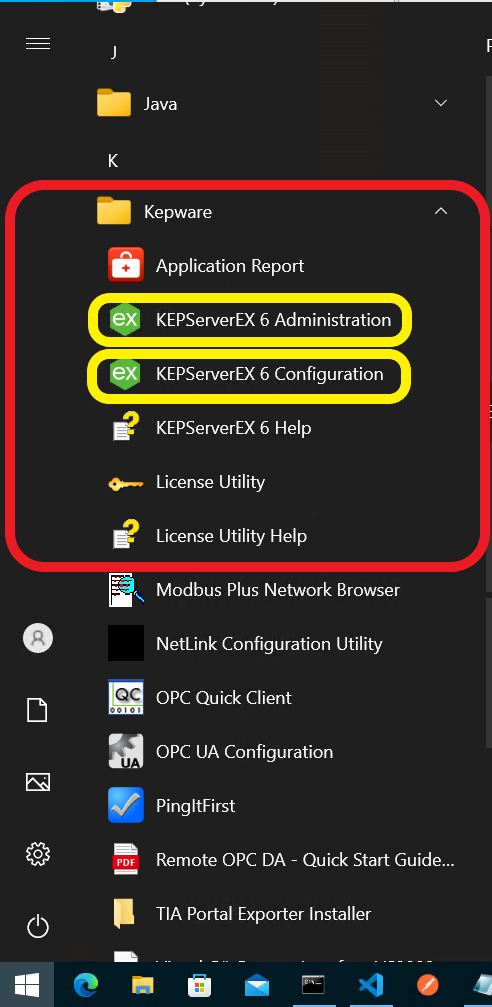 J
Java
K
Kepware
Application Report
ex KEPServerEX 6 Administration
ex KEPServerEX 6 Configuration
KEPServerEX 6 Help
License Utility
License Utility Help
Modbus Plus Network Browser
NetLink Configuration Utility
QC 00101 OPC Quick Client
UA OPC UA Configuration
PingItFirst
PDF Remote OPC DA - Quick Start Guide...
TIA Portal Exporter Installer